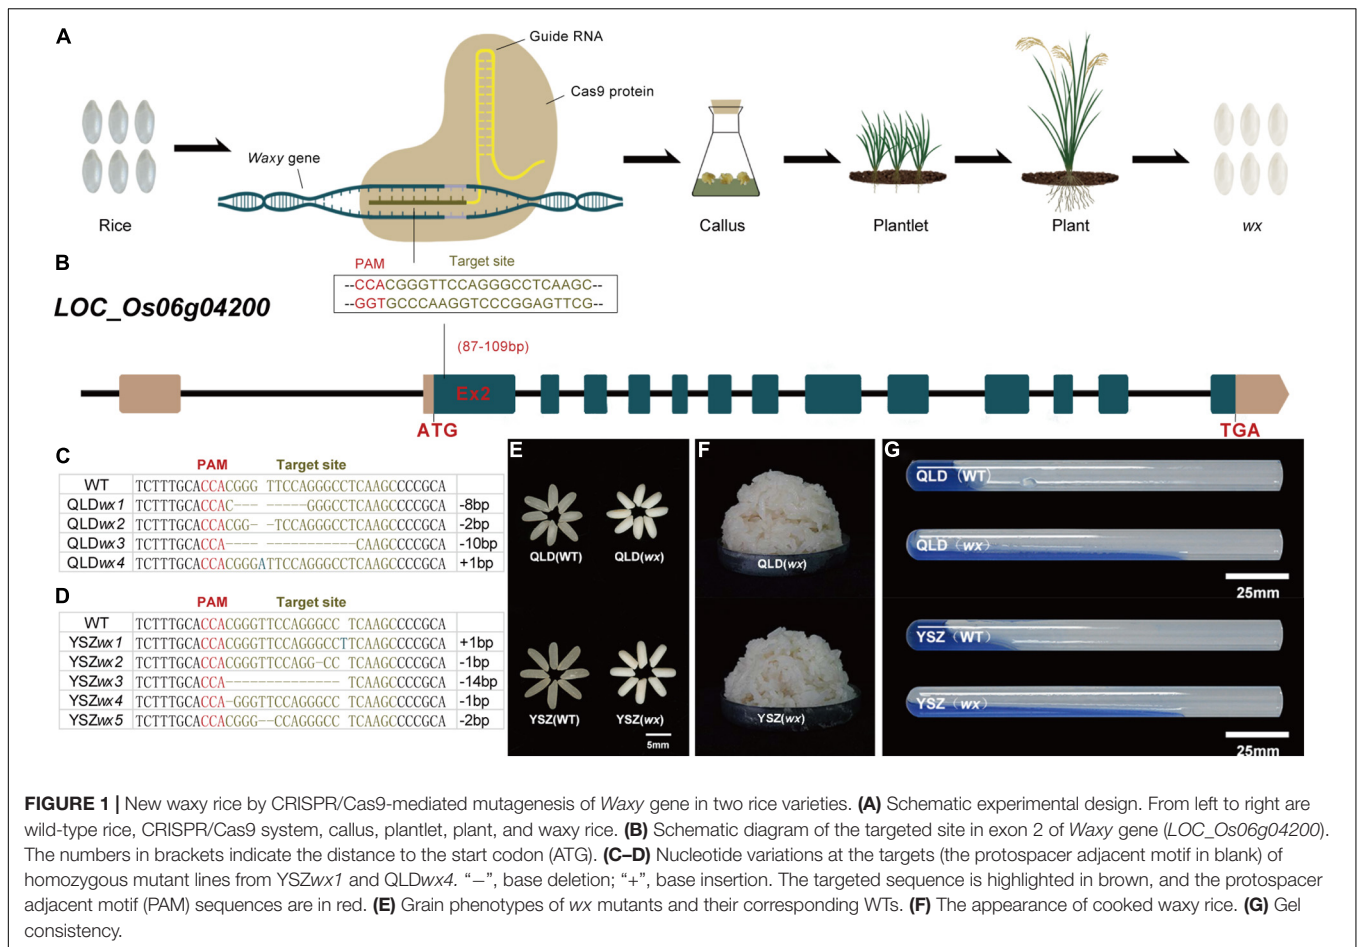 A
Guide RNA
Cas9 protein
Waxy gene
Rice
Callus
Plantlet
Plant
wx
B
PAM Target site
--CCACGGGTTCCAGGGCCTCAAGC--
--GGTGCCCAAGGTCCCGGAGTTCG--
LOC_Os06g04200
(87-109bp)
Ex2
ATG
TGA
C
PAM Target site
WT TCTTTGCACCACGGG TTCCAGGGCCTCAAGCCCCGCA
QLDwx1 TCTTTGCACCAC--- -----GGGCCTCAAGCCCCGCA -8bp
QLDwx2 TCTTTGCACCACGG- -TCCAGGGCCTCAAGCCCCGCA -2bp
QLDwx3 TCTTTGCACCA---- -----------CAAGCCCCGCA -10bp
QLDwx4 TCTTTGCACCACGGGATTCCAGGGCCTCAAGCCCCGCA +1bp
D
PAM Target site
WT TCTTTGCACCACGGGTTCCAGGGCC TCAAGCCCCGCA
YSZwx1 TCTTTGCACCACGGGTTCCAGGGCCTTCAAGCCCCGCA +1bp
YSZwx2 TCTTTGCACCACGGGTTCCAGG-CC TCAAGCCCCGCA -1bp
YSZwx3 TCTTTGCACCA-------------- TCAAGCCCCGCA -14bp
YSZwx4 TCTTTGCACCA-GGGTTCCAGGGCC TCAAGCCCCGCA -1bp
YSZwx5 TCTTTGCACCACGGG--CCAGGGCC TCAAGCCCCGCA -2bp
E
QLD(WT) QLD(wx)
YSZ(WT) YSZ(wx)
5mm
F
QLD(wx)
YSZ(wx)
G
QLD (WT)
QLD (wx)
25mm
YSZ (WT)
YSZ (wx)
25mm
FIGURE 1 | New waxy rice by CRISPR/Cas9-mediated mutagenesis of Waxy gene in two rice varieties. (A) Schematic experimental design. From left to right are
wild-type rice, CRISPR/Cas9 system, callus, plantlet, plant, and waxy rice. (B) Schematic diagram of the targeted site in exon 2 of Waxy gene (LOC_Os06g04200).
The numbers in brackets indicate the distance to the start codon (ATG). (C–D) Nucleotide variations at the targets (the protospacer adjacent motif in blank) of
homozygous mutant lines from YSZwx1 and QLDwx4. “−”, base deletion; “+”, base insertion. The targeted sequence is highlighted in brown, and the protospacer
adjacent motif (PAM) sequences are in red. (E) Grain phenotypes of wx mutants and their corresponding WTs. (F) The appearance of cooked waxy rice. (G) Gel
consistency.